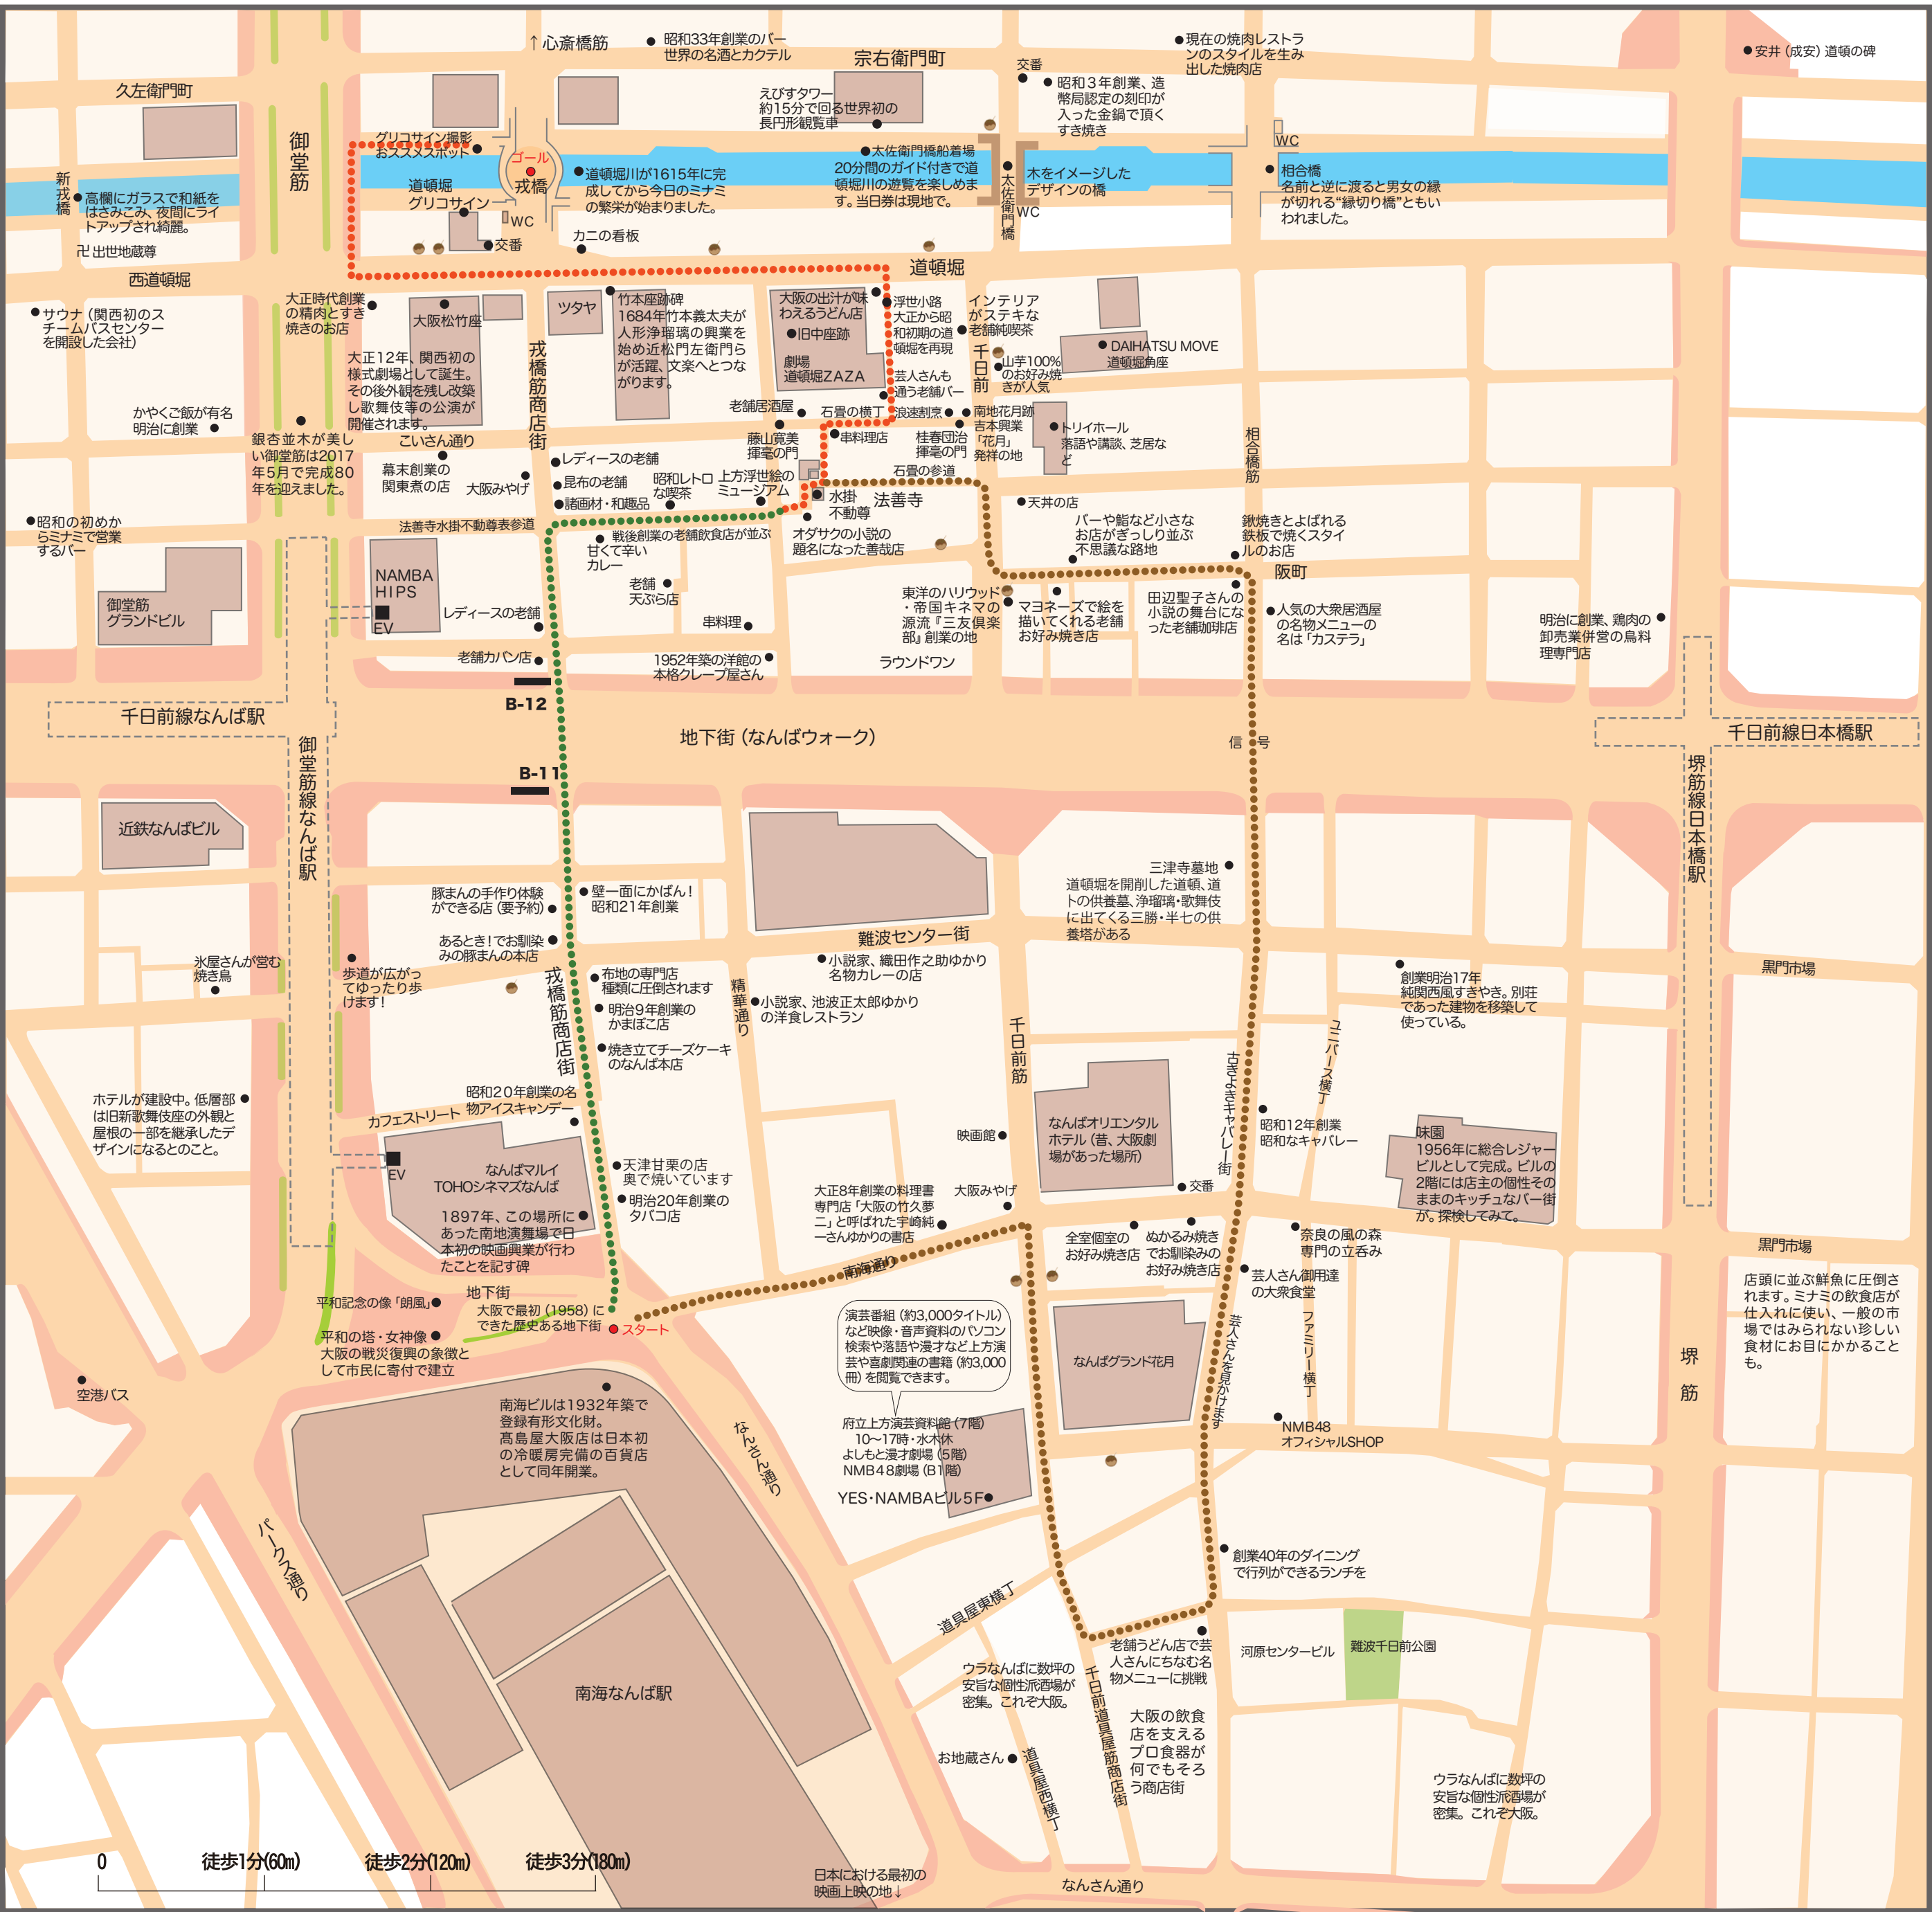 ↑心斎橋筋
昭和33年創業のバー
世界の名酒とカクテル
宗右衛門町
交番
現在の焼肉レストラ
ンのスタイルを生み
出した焼肉店
安井(成安)道頓の碑
久左衛門町
御堂筋
グリコサイン撮影
おススメスポット
えびすタワー
約15分で回る世界初の
長円形観覧車
昭和3年創業、造
幣局認定の刻印が
入った金鍋で頂く
すき焼き
WC
新戎橋
高欄にガラスで和紙を
はさみこみ、夜間にライ
トアップされ綺麗。
卍出世地蔵尊
道頓堀
グリコサイン
ゴール
戎橋
WC
交番
道頓堀川が1615年に完
成してから今日のミナミ
の繁栄が始まりました。
カニの看板
太佐衛門橋船着場
20分間のガイド付きで道
頓堀川の遊覧を楽しめま
す。当日券は現地で。
太佐衛門橋
木をイメージした
デザインの橋
WC
相合橋
名前と逆に渡ると男女の縁
が切れる“縁切り橋”ともい
われました。
西道頓堀
道頓堀
サウナ(関西初のス
チームバスセンター
を開設した会社)
大正時代創業
の精肉とすき
焼きのお店
大阪松竹座
大正12年、関西初の
様式劇場として誕生。
その後外観を残し改築
し歌舞伎等の公演が
開催されます。
戎橋筋商店街
ツタヤ
竹本座跡碑
1684年竹本義太夫が
人形浄瑠璃の興業を
始め近松門左衛門ら
が活躍、文楽へとつな
がります。
大阪の出汁が味
わえるうどん店
旧中座跡
劇場
道頓堀ZAZA
浮世小路
大正から昭
和初期の道
頓堀を再現
インテリア
がステキな
老舗純喫茶
千日前
山芋100%
のお好み焼
きが人気
DAIHATSU MOVE
道頓堀角座
芸人さんも
通う老舗バー
かやくご飯が有名
明治に創業
銀杏並木が美し
い御堂筋は2017
年5月で完成80
年を迎えました。
こいさん通り
幕末創業の
関東煮の店
大阪みやげ
老舗居酒屋
石畳の横丁
浪速割烹
南地花月跡
吉本興業
「花月」
発祥の地
トリイホール
落語や講談、芝居な
ど
藤山寛美
揮毫の門
串料理店
桂春団治
揮毫の門
相合橋筋
レディースの老舗
昆布の老舗
諸画材・和趣品
昭和レトロ
な喫茶
上方浮世絵の
ミュージアム
石畳の参道
水掛
不動尊
法善寺
天丼の店
昭和の初めか
らミナミで営業
するバー
法善寺水掛不動尊表参道
戦後創業の老舗飲食店が並ぶ
甘くて辛い
カレー
オダサクの小説の
題名になった善哉店
バーや鮨など小さな
お店がぎっしり並ぶ
不思議な路地
鍬焼きとよばれる
鉄板で焼くスタイ
ルのお店
阪町
NAMBA
HIPS
EV
御堂筋
グランドビル
老舗
天ぷら店
レディースの老舗
串料理
東洋のハリウッド
・帝国キネマの
源流『三友倶楽
部』創業の地
マヨネーズで絵を
描いてくれる老舗
お好み焼き店
田辺聖子さんの
小説の舞台にな
った老舗珈琲店
人気の大衆居酒屋
の名物メニューの
名は「カステラ」
明治に創業、鶏肉の
卸売業併営の鳥料
理専門店
老舗カバン店
1952年築の洋館の
本格クレープ屋さん
ラウンドワン
B-12
千日前線なんば駅
地下街(なんばウォーク)
信号
千日前線日本橋駅
御堂筋線なんば駅
B-11
堺筋線日本橋駅
近鉄なんばビル
豚まんの手作り体験
ができる店(要予約)
壁一面にかばん!
昭和21年創業
三津寺墓地
道頓堀を開削した道頓、道
トの供養墓、浄瑠璃・歌舞伎
に出てくる三勝・半七の供
養塔がある
あるとき!でお馴染
みの豚まんの本店
難波センター街
氷屋さんが営む
焼き鳥
歩道が広がっ
てゆったり歩
けます!
戎橋筋商店街
布地の専門店
種類に圧倒されます
精華通り
小説家、織田作之助ゆかり
名物カレーの店
小説家、池波正太郎ゆかり
の洋食レストラン
創業明治17年
純関西風すきやき。別荘
であった建物を移築して
使っている。
黒門市場
明治9年創業の
かまぼこ店
焼き立てチーズケーキ
のなんば本店
千日前筋
古きよきキャバレー街
ユニバース横丁
ホテルが建設中。低層部
は旧新歌舞伎座の外観と
屋根の一部を継承したデ
ザインになるとのこと。
昭和20年創業の名
物アイスキャンデー
カフェストリート
映画館
なんばオリエンタル
ホテル(昔、大阪劇
場があった場所)
昭和12年創業
昭和なキャバレー
味園
1956年に総合レジャー
ビルとして完成。ビルの
2階には店主の個性その
ままのキッチュなバー街
が。探検してみて。
EV
なんばマルイ
TOHOシネマズなんば
天津甘栗の店
奥で焼いています
明治20年創業の
タバコ店
1897年、この場所に
あった南地演舞場で日
本初の映画興業が行わ
たことを記す碑
大正8年創業の料理書
専門店「大阪の竹久夢
二」と呼ばれた宇崎純
一さんゆかりの書店
大阪みやげ
交番
全室個室の
お好み焼き店
ぬかるみ焼き
でお馴染みの
お好み焼き店
奈良の風の森
専門の立呑み
芸人さん御用達
の大衆食堂
黒門市場
店頭に並ぶ鮮魚に圧倒さ
れます。ミナミの飲食店が
仕入れに使い、一般の市
場ではみられない珍しい
食材にお目にかかること
も。
南海通り
平和記念の像「朗風」
地下街
大阪で最初(1958)に
できた歴史ある地下街
スタート
平和の塔・女神像
大阪の戦災復興の象徴と
して市民に寄付で建立
空港バス
演芸番組(約3,000タイトル)
など映像・音声資料のパソコン
検索や落語や漫才など上方演
芸や喜劇関連の書籍(約3,000
冊)を閲覧できます。
なんばグランド花月
芸人さんを見かけます
ファミリー横丁
堺筋
南海ビルは1932年築で
登録有形文化財。
髙島屋大阪店は日本初
の冷暖房完備の百貨店
として同年開業。
なんさん通り
府立上方演芸資料館(7階)
10〜17時・水木休
よしもと漫才劇場(5階)
NMB48劇場(B1階)
YES・NAMBAビル5F
NMB48
オフィシャルSHOP
パークス通り
創業40年のダイニング
で行列ができるランチを
道具屋東横丁
老舗うどん店で芸
人さんにちなむ名
物メニューに挑戦
河原センタービル
難波千日前公園
南海なんば駅
ウラなんばに数坪の
安旨な個性派酒場が
密集。これぞ大阪。
千日前道具屋筋商店街
大阪の飲食
店を支える
プロ食器が
何でもそろ
う商店街
お地蔵さん
道具屋西横丁
ウラなんばに数坪の
安旨な個性派酒場が
密集。これぞ大阪。
0
徒歩1分(60m)
徒歩2分(120m)
徒歩3分(180m)
日本における最初の
映画上映の地↓
なんさん通り